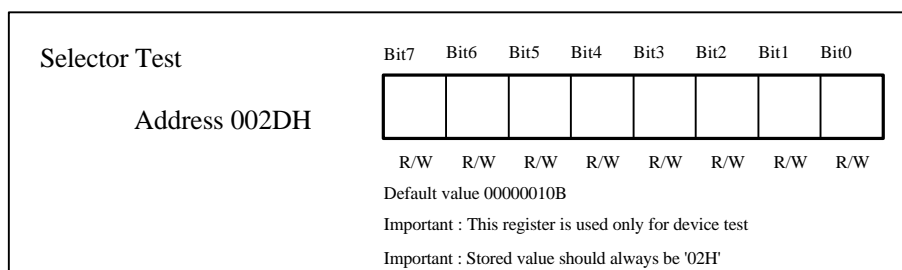 Selector Test
Bit7 Bit6 Bit5 Bit4 Bit3 Bit2 Bit1 Bit0
Address 002DH
R/W R/W R/W R/W R/W R/W R/W R/W
Default value 00000010B
Important : This register is used only for device test
Important : Stored value should always be '02H'